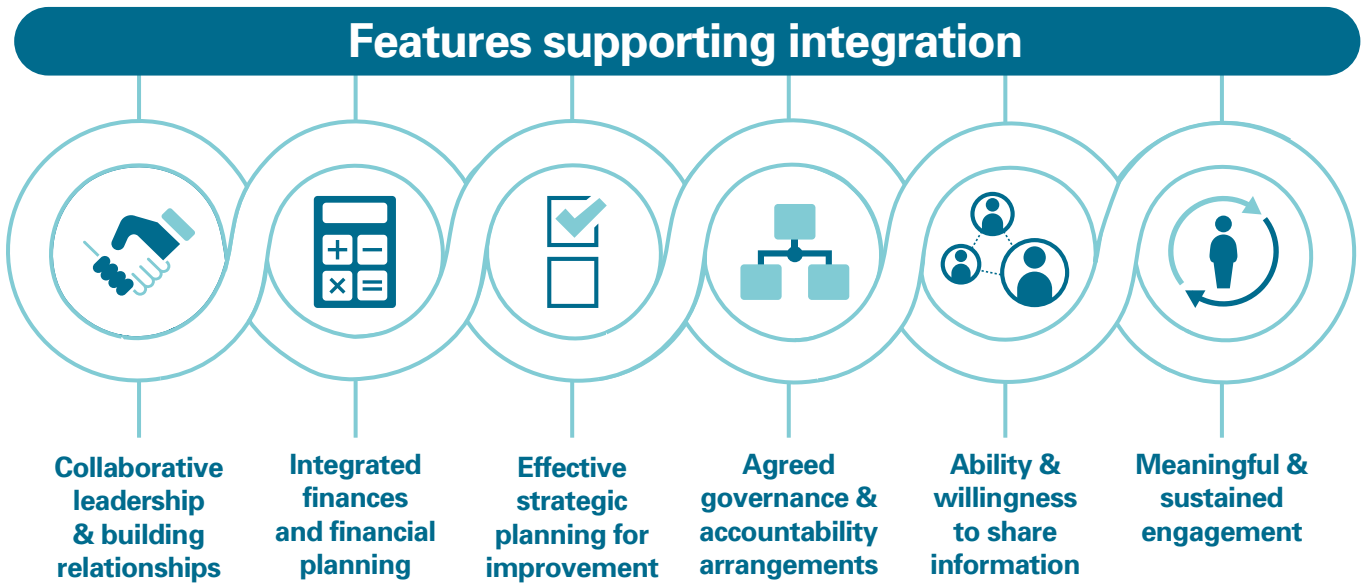 Features supporting integration
Collaborative
leadership
& building
relationships
Integrated
finances
and financial
planning
Effective
strategic
planning for
improvement
Agreed
governance &
accountability
arrangements
Ability &
willingness
to share
information
Meaningful &
sustained
engagement